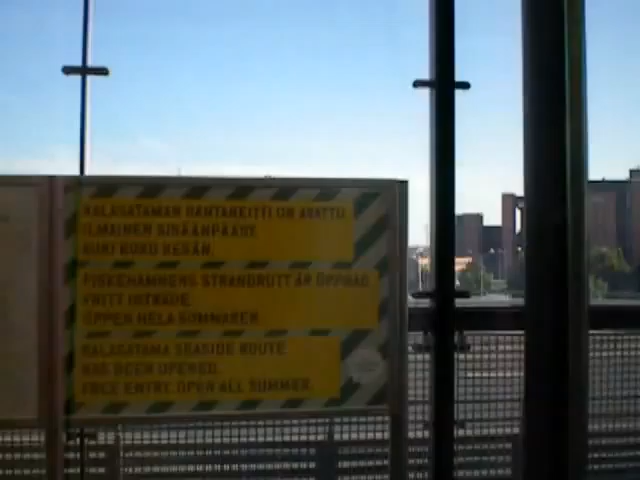 KALASATAMAN RANTAREITTI ON AVATTU.
ILMAINEN SISÄÄNPÄÄSY.
AUKI KOKO KESÄN.
FISKEHAMNENS STRANDRUTT ÄR ÖPPNAD.
FRITT INTRÄDE.
ÖPPEN HELA SOMMAREN.
KALASATAMA SEASIDE ROUTE
HAS BEEN OPENED.
FREE ENTRY. OPEN ALL SUMMER.